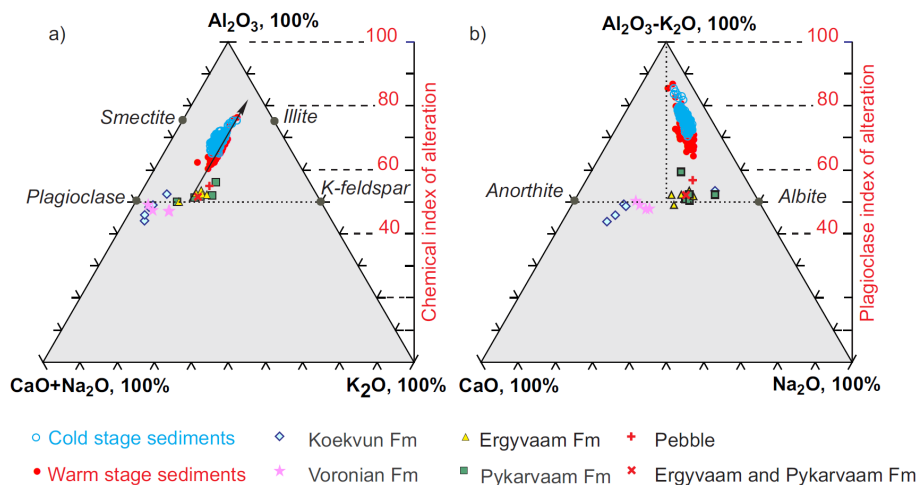 a)
Al₂O₃, 100%
100
80
60
40
Chemical index of alteration
Smectite
Illite
Plagioclase
K-feldspar
CaO+Na₂O, 100%
K₂O, 100%
b)
Al₂O₃-K₂O, 100%
100
80
60
40
Plagioclase index of alteration
Anorthite
Albite
CaO, 100%
Na₂O, 100%
Cold stage sediments
Koekvun Fm
Ergyvaam Fm
Pebble
Warm stage sediments
Voronian Fm
Pykarvaam Fm
Ergyvaam and Pykarvaam Fm